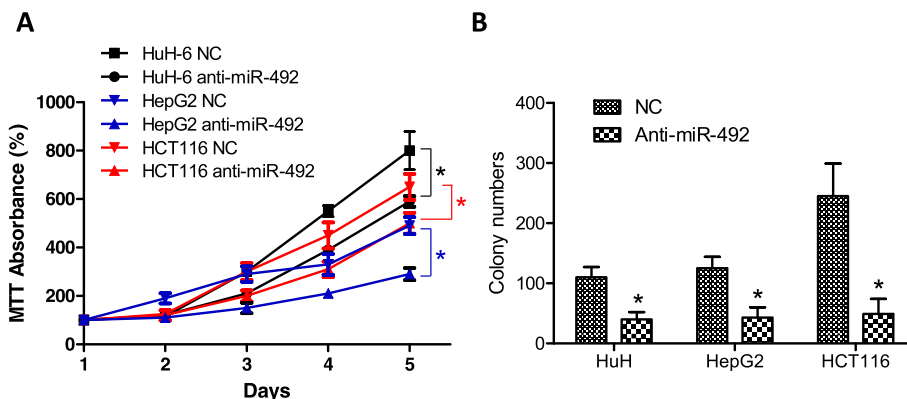 A
HuH-6 NC
HuH-6 anti-miR-492
HepG2 NC
HepG2 anti-miR-492
HCT116 NC
HCT116 anti-miR-492
MTT Absorbance (%)
1000
800
600
400
200
0
*
*
*
1 2 3 4 5
Days
B
NC
Anti-miR-492
Colony numbers
400
300
200
100
0
* * *
HuH HepG2 HCT116